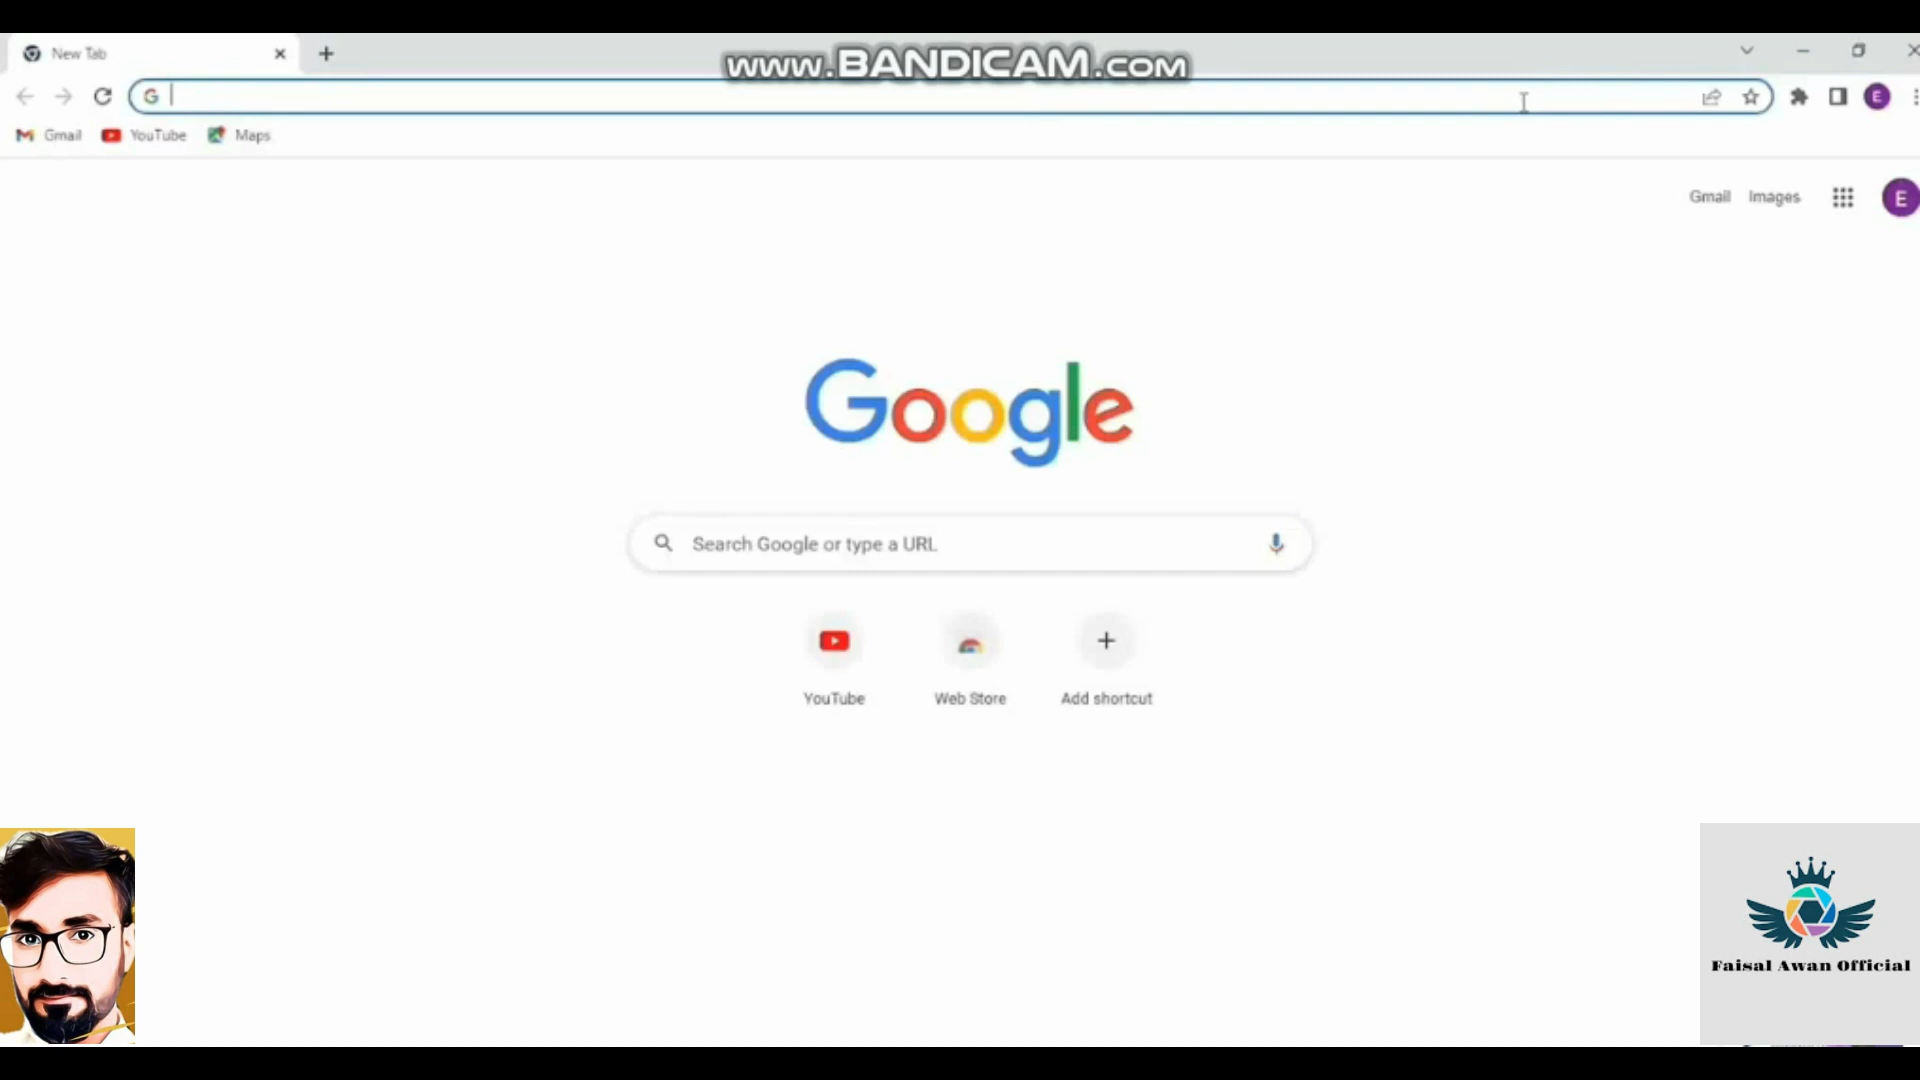 New Tab
www.BANDICAM.com
Gmail
YouTube
Maps
E
Gmail
Images
E
Google
Search Google or type a URL
YouTube
Web Store
Add shortcut
Faisal Awan Official